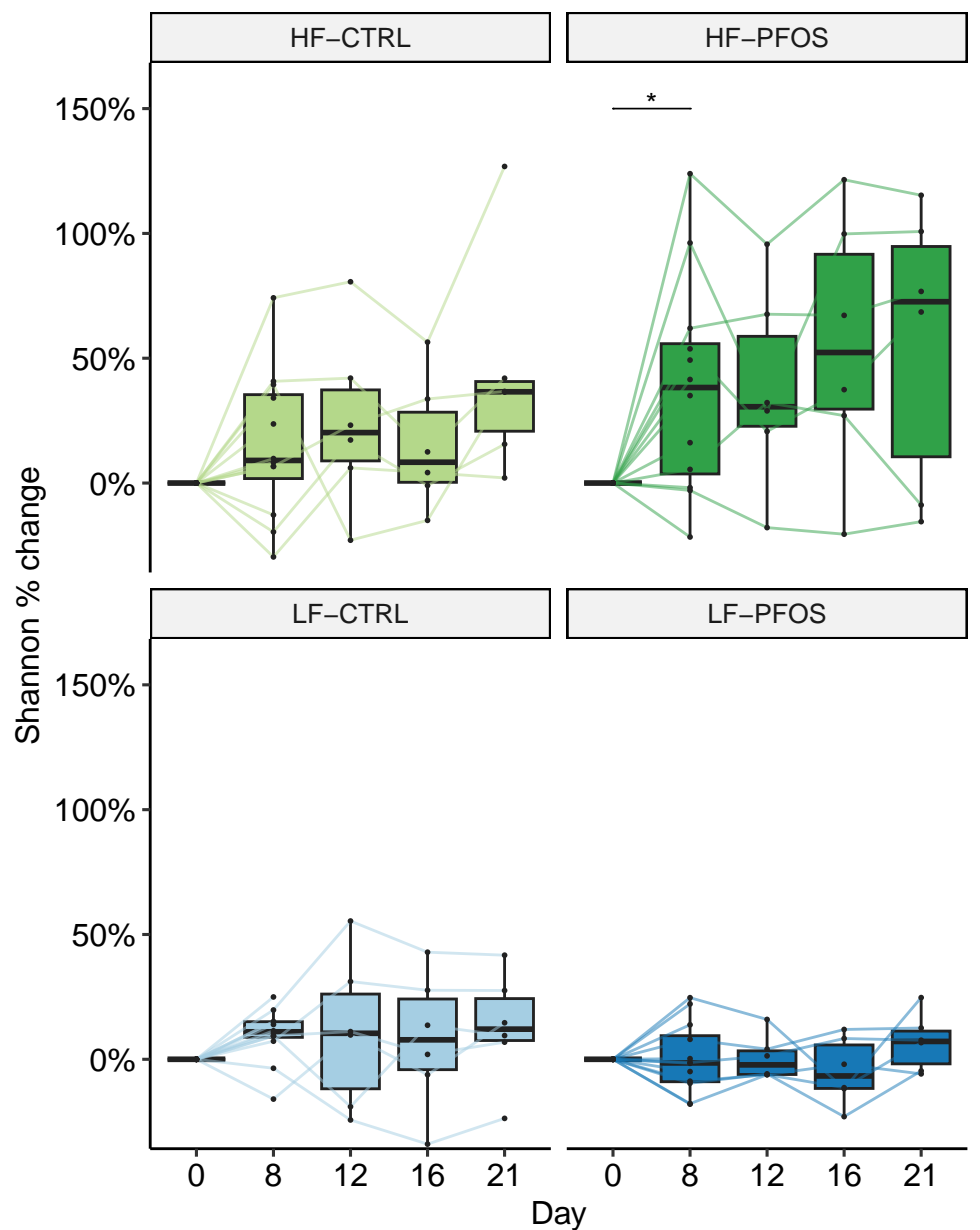 HF−CTRL
HF−PFOS
150%
100%
50%
0%
*
LF−CTRL
LF−PFOS
150%
100%
50%
0%
0 8 12 16 21
0 8 12 16 21
Day
Shannon % change